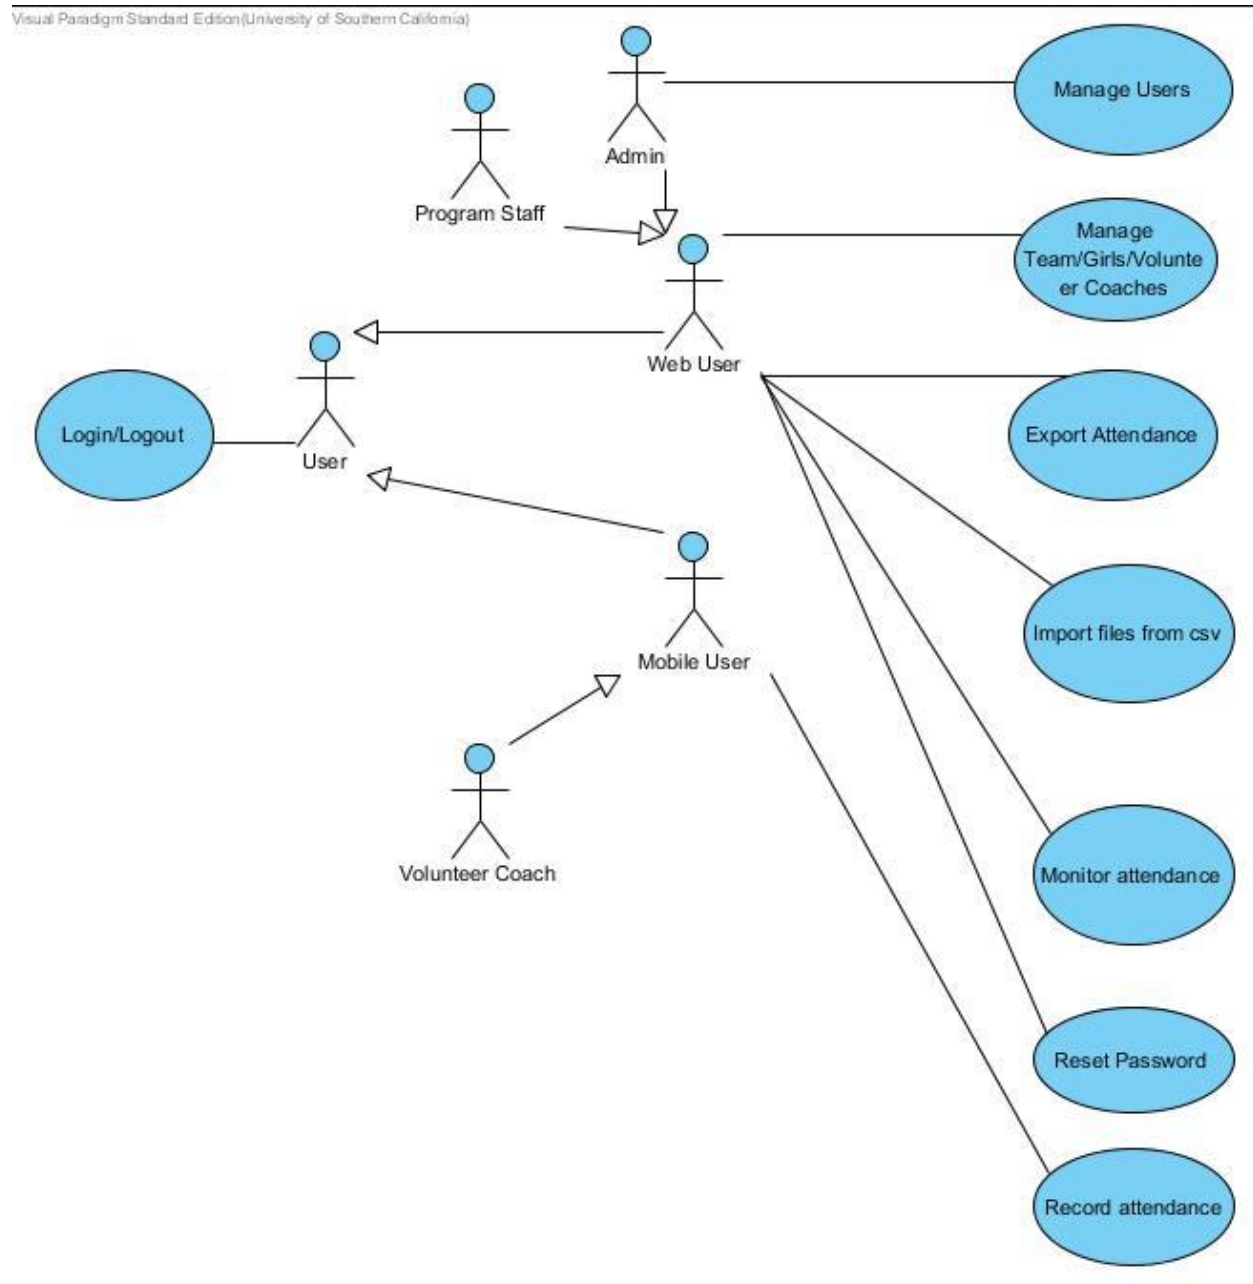 Visual Paradigm Standard Edition(University of Southern California)
Manage Users
Admin
Program Staff
Manage
Team/Girls/Volunte
er Coaches
Web User
Login/Logout
User
Export Attendance
Import files from csv
Mobile User
Volunteer Coach
Monitor attendance
Reset Password
Record attendance